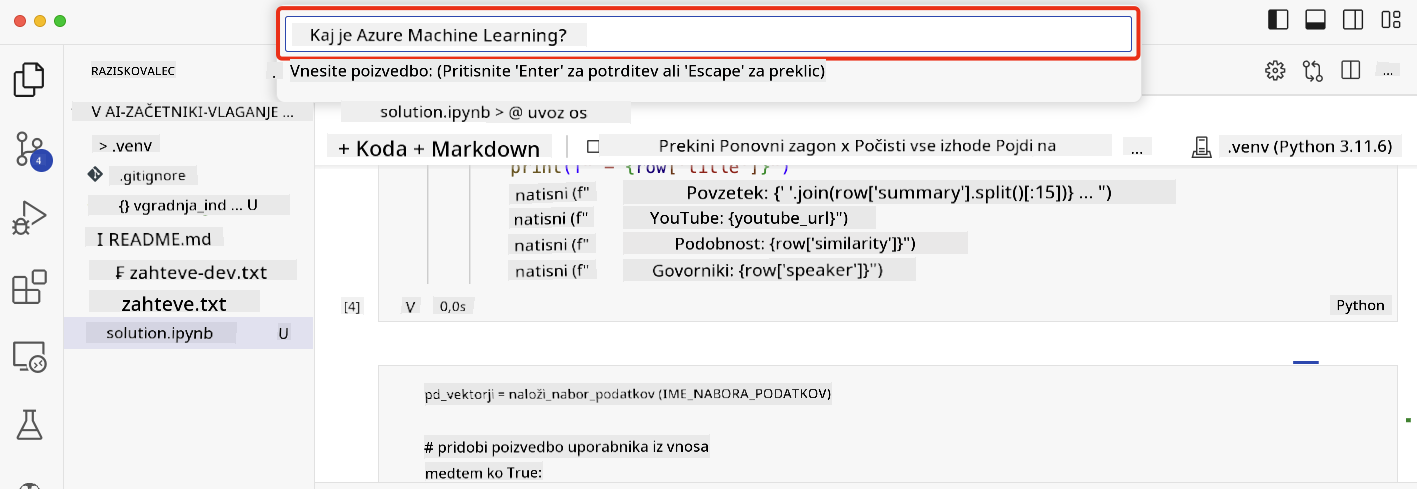 Kaj je Azure Machine Learning?
Vnesite poizvedbo: (Pritisnite 'Enter' za potrditev ali 'Escape' za preklic)
RAZISKOVALEC
V AI-ZAČETNIKI-VLAGANJE ...
> .venv
.gitignore
{} vgradnja_ind ... U
I README.md
zahteve-dev.txt
zahteve.txt
solution.ipynb U
4
...
solution.ipynb > @ uvoz os
+ Koda + Markdown
Prekini Ponovni zagon x Počisti vse izhode Pojdi na
...
.venv (Python 3.11.6)
print(f" = {row['title']}")
natisni (f" Povzetek: {' '.join(row['summary'].split()[:15])} ... ")
natisni (f" YouTube: {youtube_url}")
natisni (f" Podobnost: {row['similarity']}")
natisni (f" Govorniki: {row['speaker']}")
[4] V 0,0s
Python
pd_vektorji = naloži_nabor_podatkov (IME_NABORA_PODATKOV)
# pridobi poizvedbo uporabnika iz vnosa
medtem ko True: